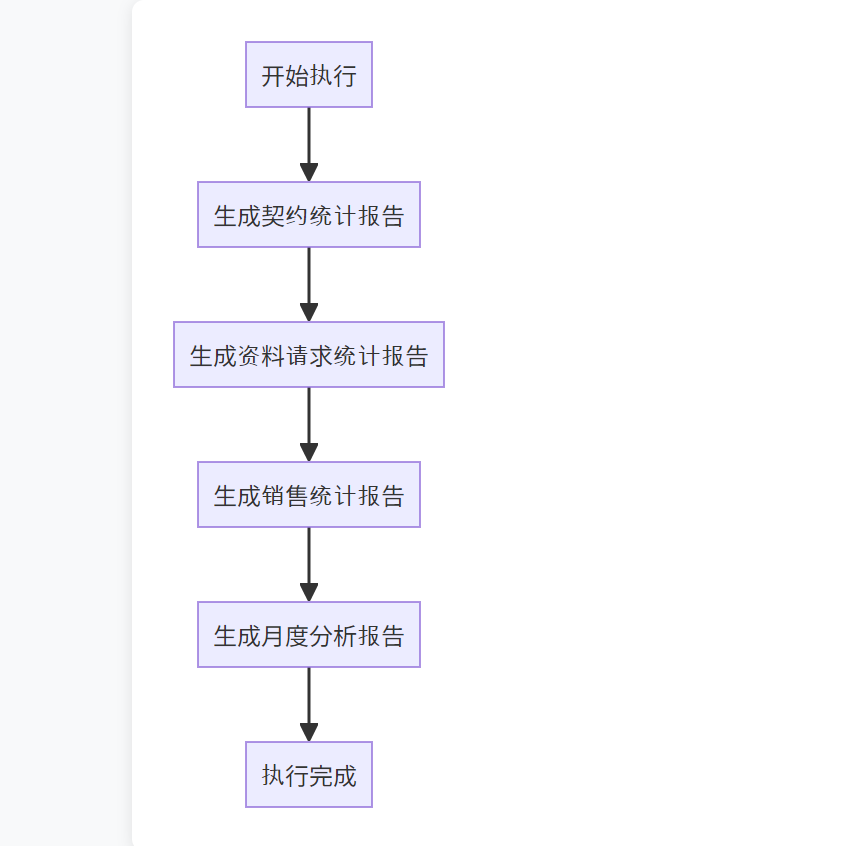 开始执行
生成契约统计报告
生成资料请求统计报告
生成销售统计报告
生成月度分析报告
执行完成